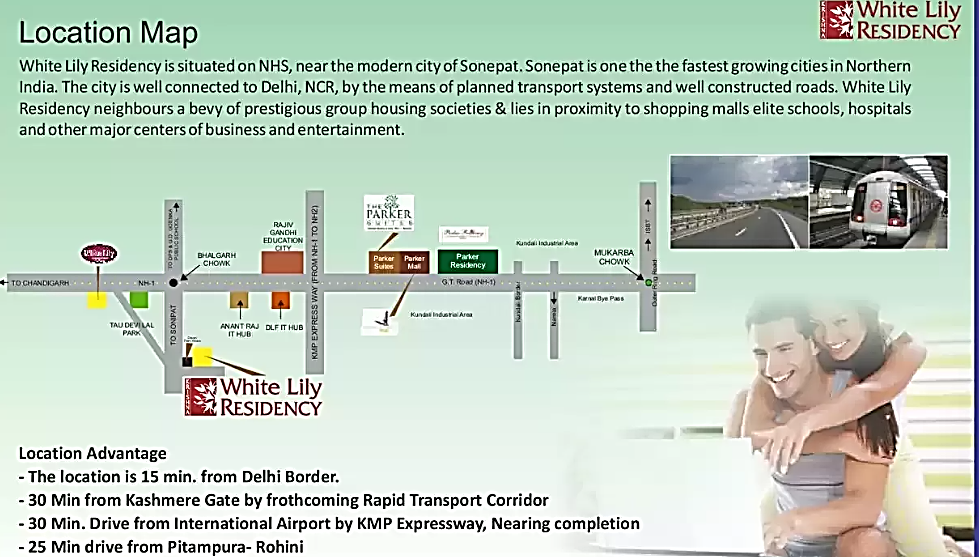 Location Map
KRISHNA
White Lily
RESIDENCY
White Lily Residency is situated on NHS, near the modern city of Sonepat. Sonepat is one the the fastest growing cities in Northern
India. The city is well connected to Delhi, NCR, by the means of planned transport systems and well constructed roads. White Lily
Residency neighbours a bevy of prestigious group housing societies & lies in proximity to shopping malls elite schools, hospitals
and other major centers of business and entertainment.
TO DPS & G.D. GOENKA
PUBLIC SCHOOL
BHALGARH
CHOWK
RAJIV
GANDHI
EDUCATION
CITY
KMP EXPRESS WAY (FROM NH-1 TO NH2)
THE
PARKER
SUITES
Parker
Suites
Parker
Mall
Parker
Residency
Kundali Industrial Area
MUKARBA
CHOWK
ISBT
Outer Ring Road
TO CHANDIGARH
NH-1
G.T. Road (NH-1)
Karnal Bye Pass
TAU DEVI LAL
PARK
TO SONIPAT
ANANT RAJ
IT HUB
DLF IT HUB
Kundali Industrial Area
Kundali Border
Narela
White Lily
RESIDENCY
Location Advantage
- The location is 15 min. from Delhi Border.
- 30 Min from Kashmere Gate by frothcoming Rapid Transport Corridor
- 30 Min. Drive from International Airport by KMP Expressway, Nearing completion
- 25 Min drive from Pitampura- Rohini